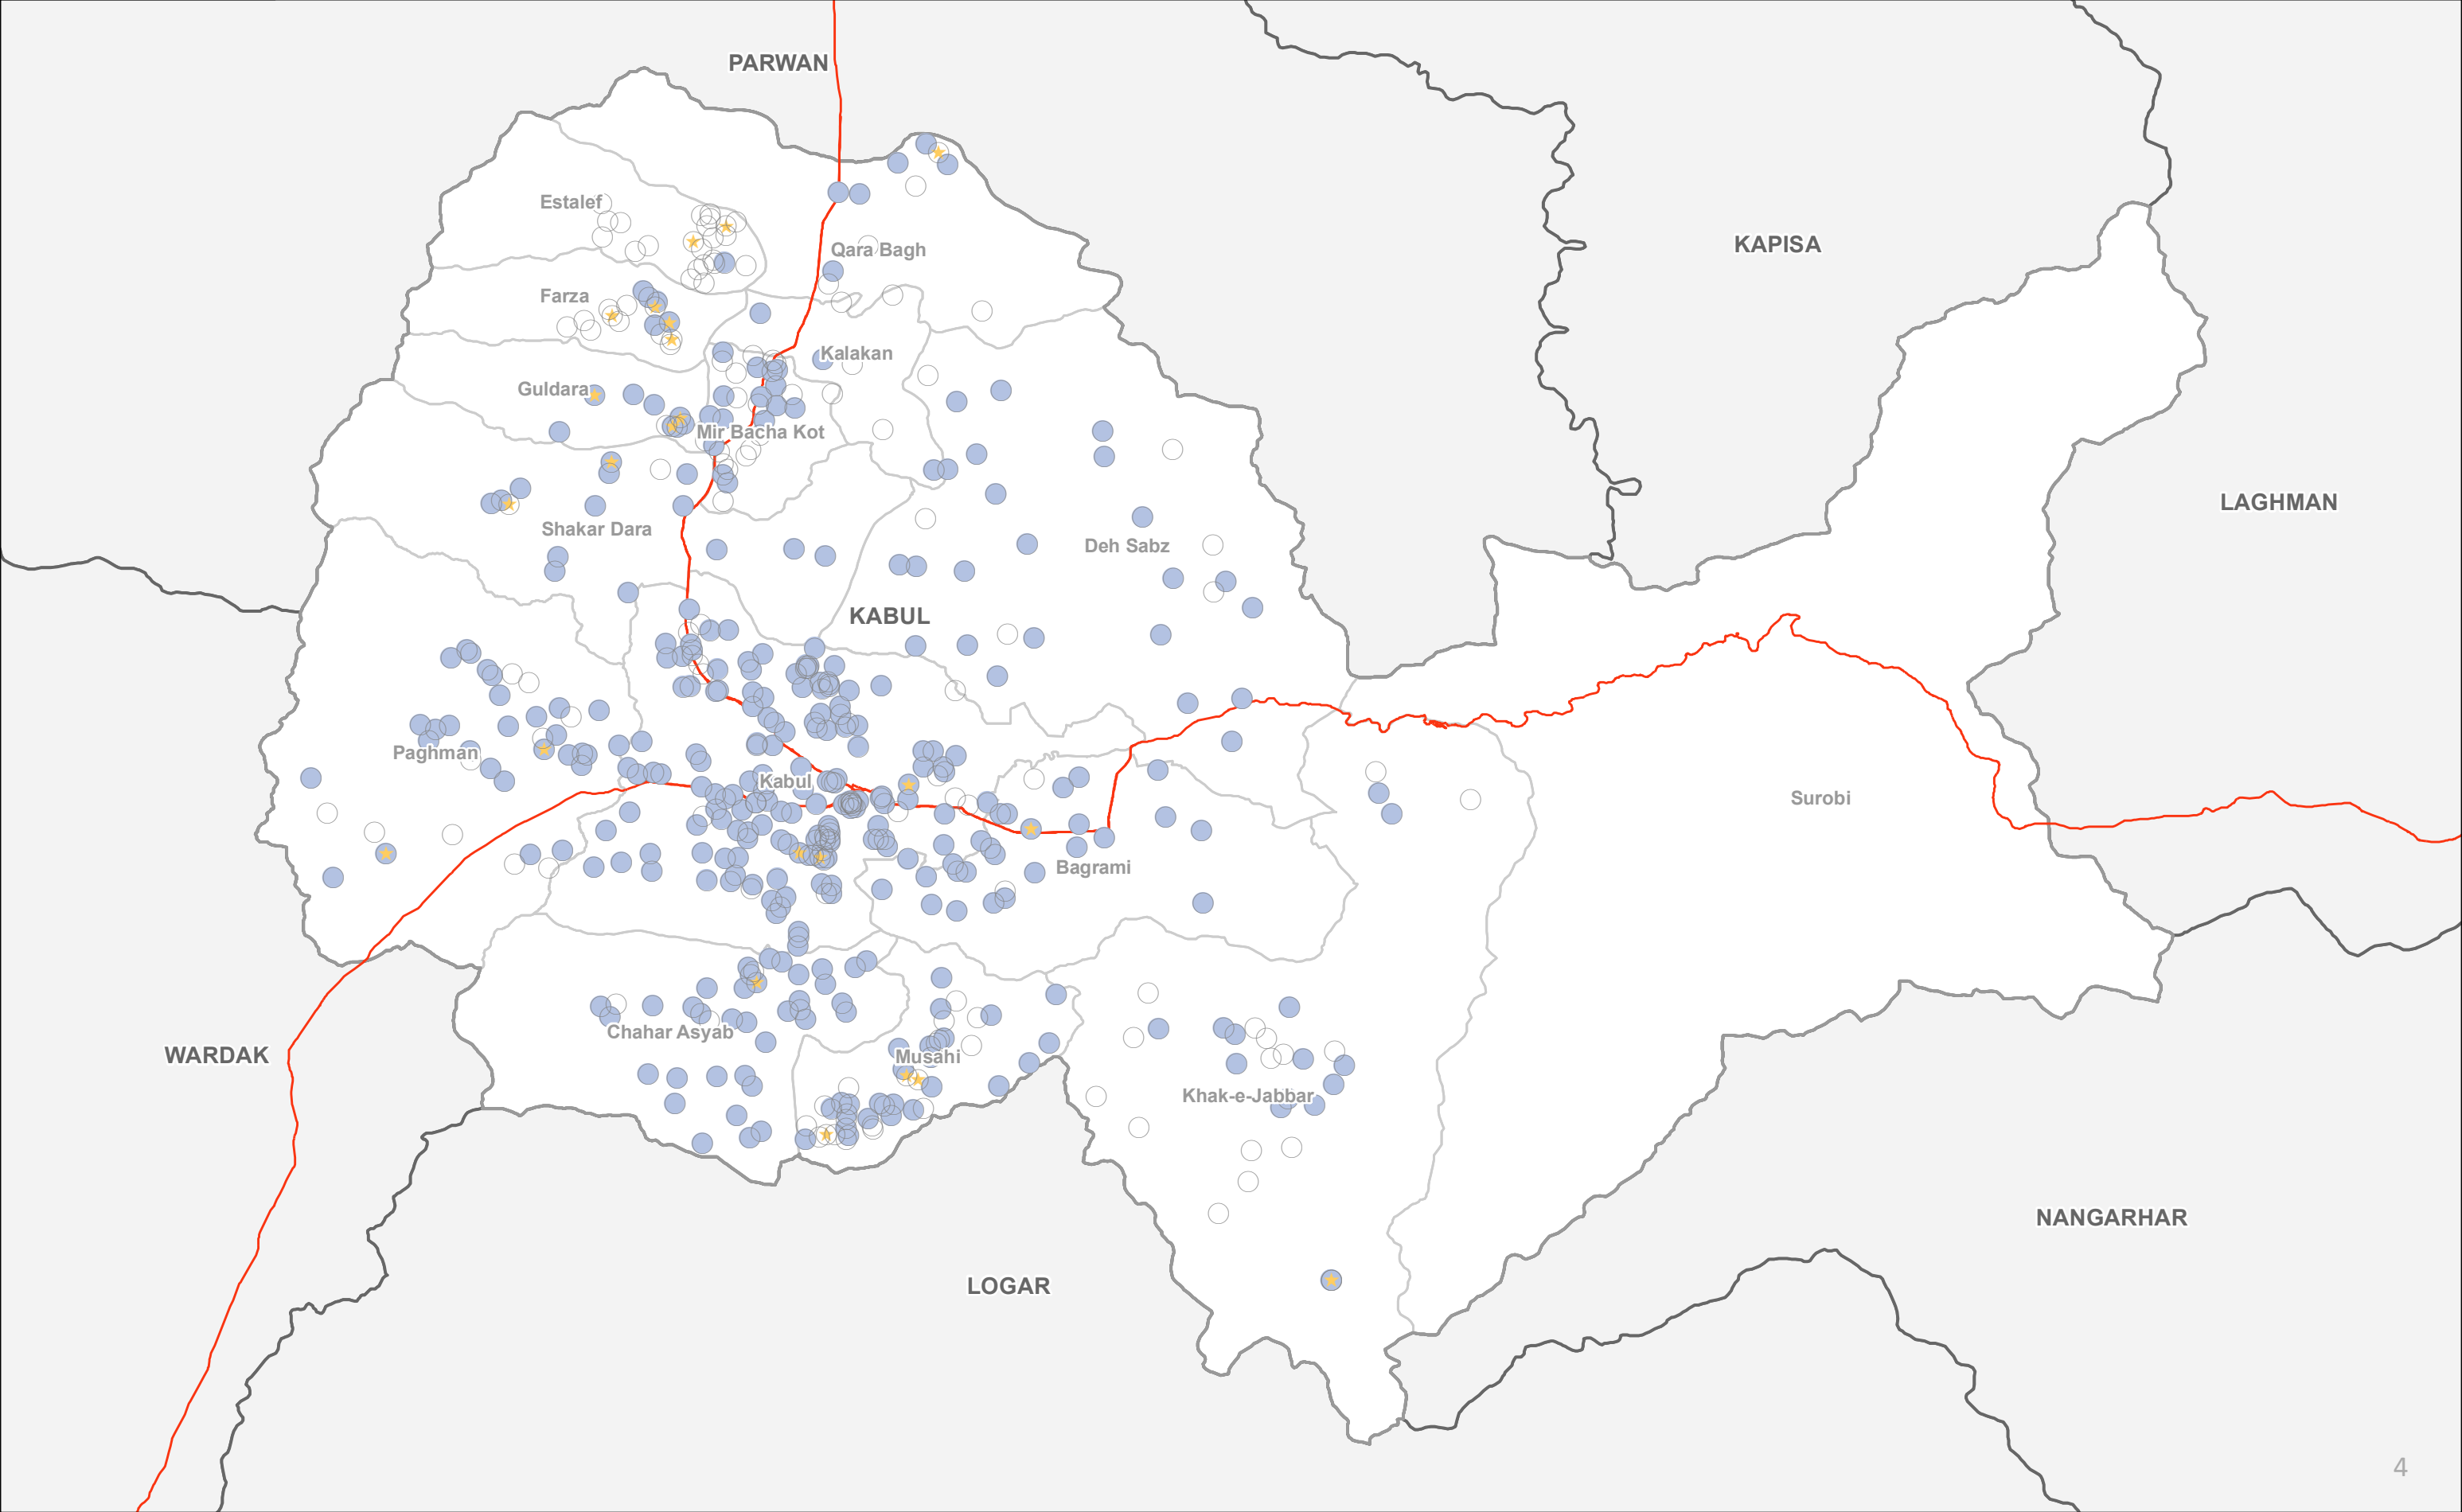 PARWAN
Estalef
KAPISA
Qara Bagh
Farza
Kalakan
Guldara
Mir Bacha Kot
LAGHMAN
Shakar Dara
Deh Sabz
KABUL
Paghman
Kabul
Surobi
Bagrami
Chahar Asyab
WARDAK
Musahi
Khak-e-Jabbar
NANGARHAR
LOGAR
4